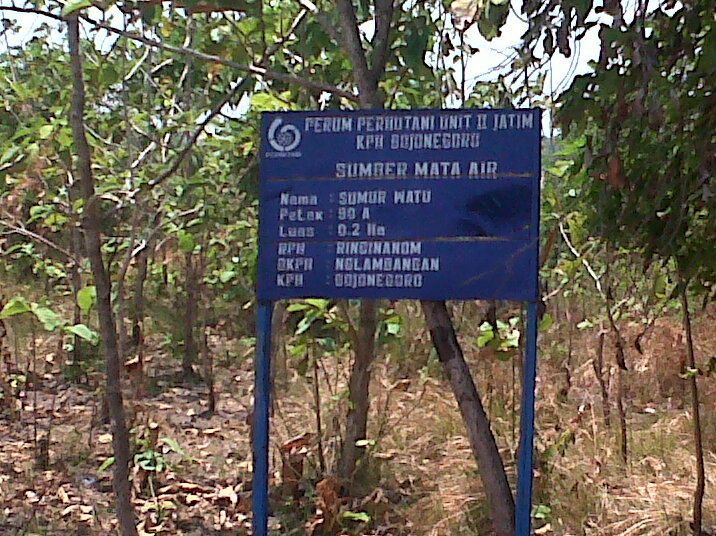 PERUM PERHUTANI UNIT II JATIM
KPH BOJONEGORO
SUMBER MATA AIR
Nama : SUMUR WATU
Petak : 90 A
Luas : 0.2 Ha
RPH : RINGINANOM
BKPH : NGLAMBANGAN
KPH : BOJONEGORO